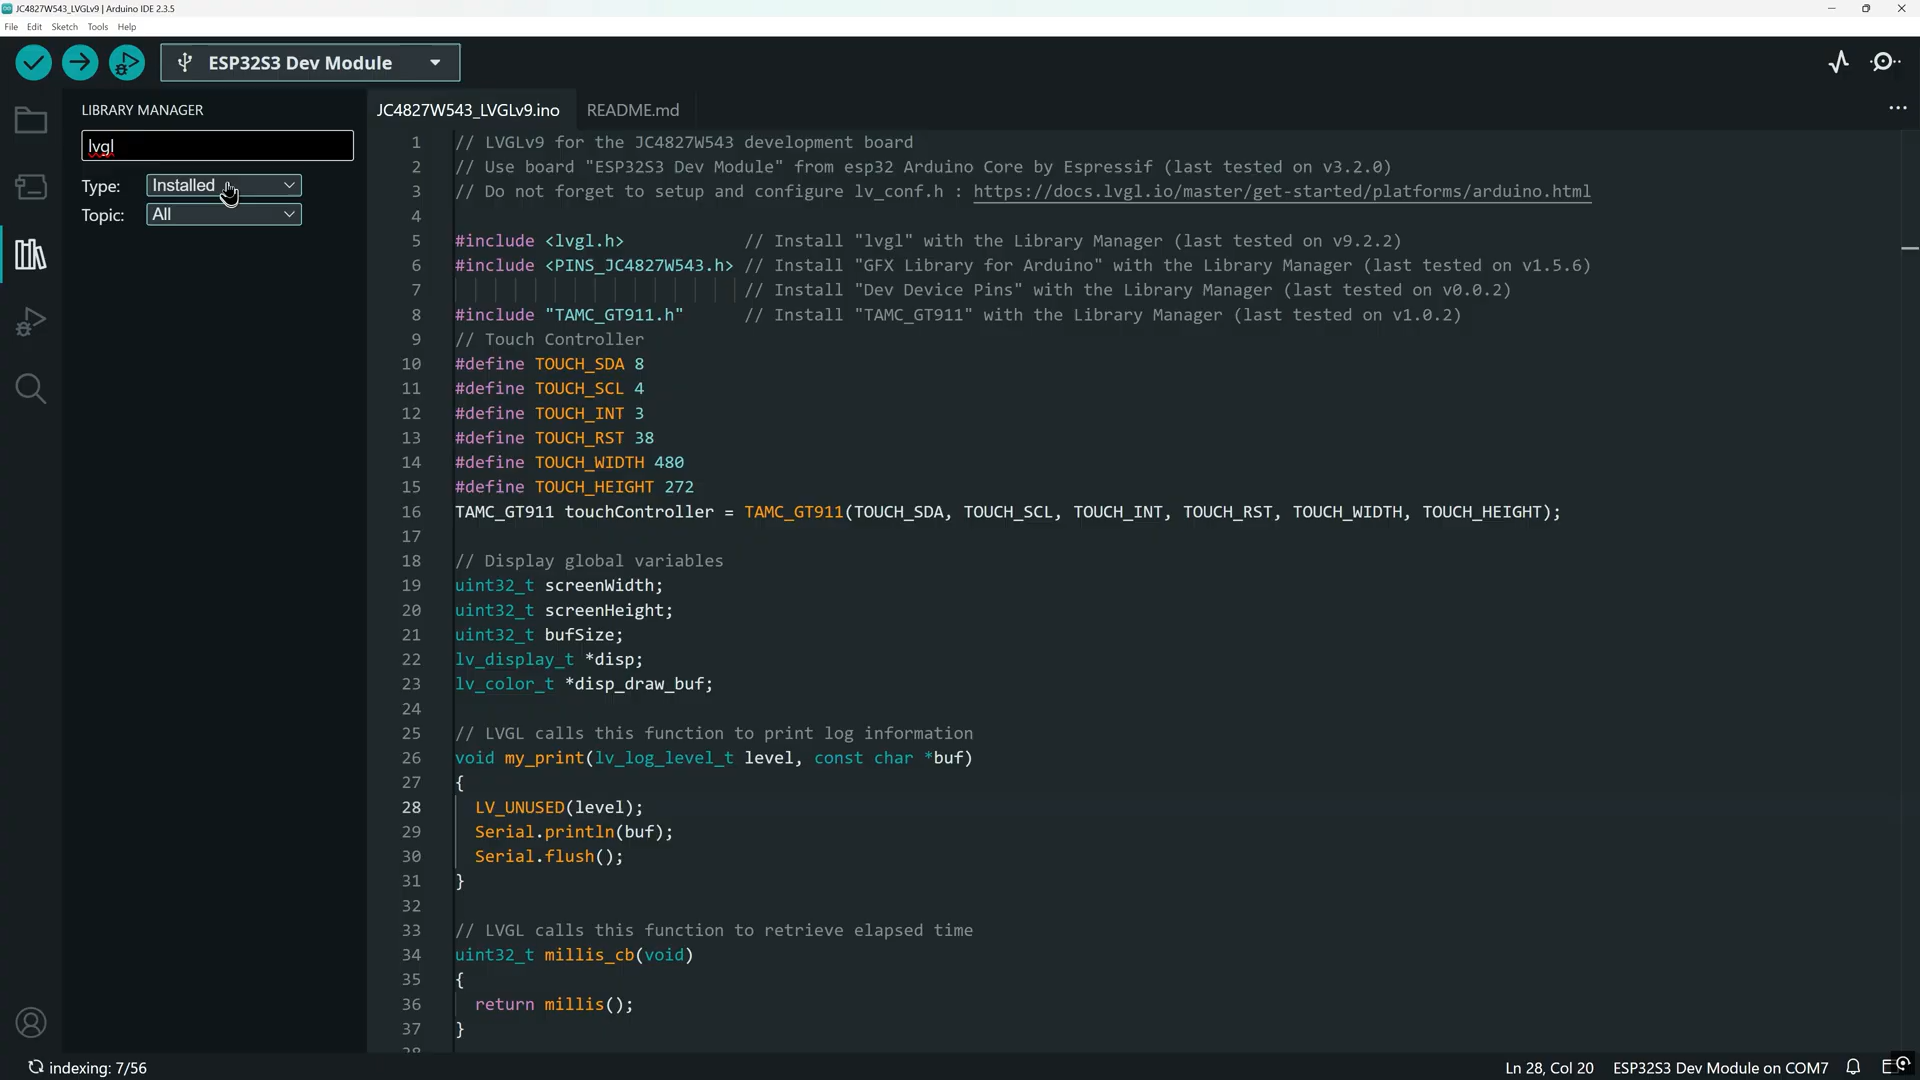 JC4827W543_LVGLv9 | Arduino IDE 2.3.5
File Edit Sketch Tools Help
ESP32S3 Dev Module
LIBRARY MANAGER
lvgl
Type: Installed
Topic: All
JC4827W543_LVGLv9.ino README.md
1 // LVGLv9 for the JC4827W543 development board
2 // Use board "ESP32S3 Dev Module" from esp32 Arduino Core by Espressif (last tested on v3.2.0)
3 // Do not forget to setup and configure lv_conf.h : https://docs.lvgl.io/master/get-started/platforms/arduino.html
4
5 #include <lvgl.h> // Install "lvgl" with the Library Manager (last tested on v9.2.2)
6 #include <PINS_JC4827W543.h> // Install "GFX Library for Arduino" with the Library Manager (last tested on v1.5.6)
7 // Install "Dev Device Pins" with the Library Manager (last tested on v0.0.2)
8 #include "TAMC_GT911.h" // Install "TAMC_GT911" with the Library Manager (last tested on v1.0.2)
9 // Touch Controller
10 #define TOUCH_SDA 8
11 #define TOUCH_SCL 4
12 #define TOUCH_INT 3
13 #define TOUCH_RST 38
14 #define TOUCH_WIDTH 480
15 #define TOUCH_HEIGHT 272
16 TAMC_GT911 touchController = TAMC_GT911(TOUCH_SDA, TOUCH_SCL, TOUCH_INT, TOUCH_RST, TOUCH_WIDTH, TOUCH_HEIGHT);
17
18 // Display global variables
19 uint32_t screenWidth;
20 uint32_t screenHeight;
21 uint32_t bufSize;
22 lv_display_t *disp;
23 lv_color_t *disp_draw_buf;
24
25 // LVGL calls this function to print log information
26 void my_print(lv_log_level_t level, const char *buf)
27 {
28 LV_UNUSED(level);
29 Serial.println(buf);
30 Serial.flush();
31 }
32
33 // LVGL calls this function to retrieve elapsed time
34 uint32_t millis_cb(void)
35 {
36 return millis();
37 }
38
indexing: 7/56
Ln 28, Col 20 ESP32S3 Dev Module on COM7